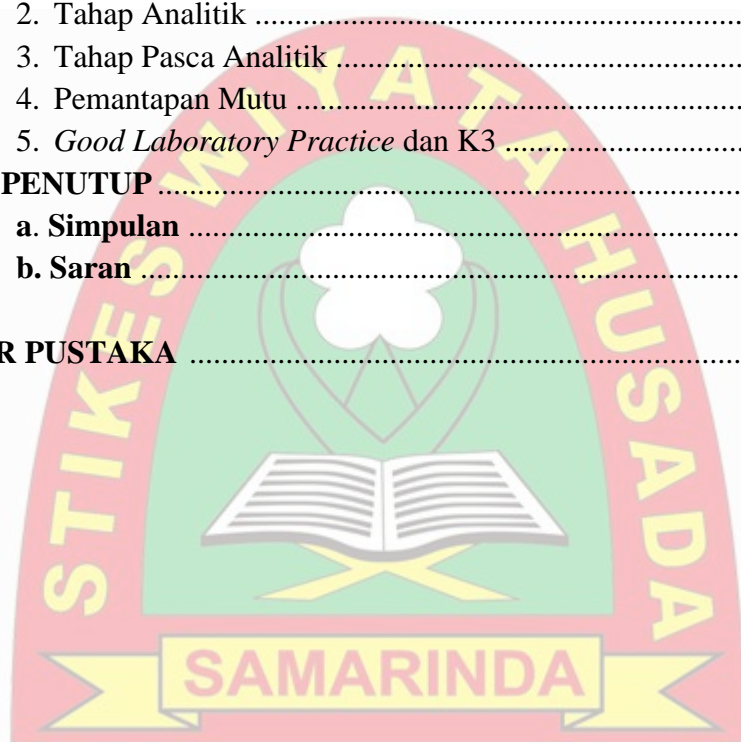 2. Tahap Analitik ..............................................................
3. Tahap Pasca Analitik ....................................................
4. Pemantapan Mutu .........................................................
5. Good Laboratory Practice dan K3 ..............................
PENUTUP .........................................................................
a. Simpulan .......................................................................
b. Saran .............................................................................
R PUSTAKA ......................................................................
STIKES WIYATA HUSADA
SAMARINDA